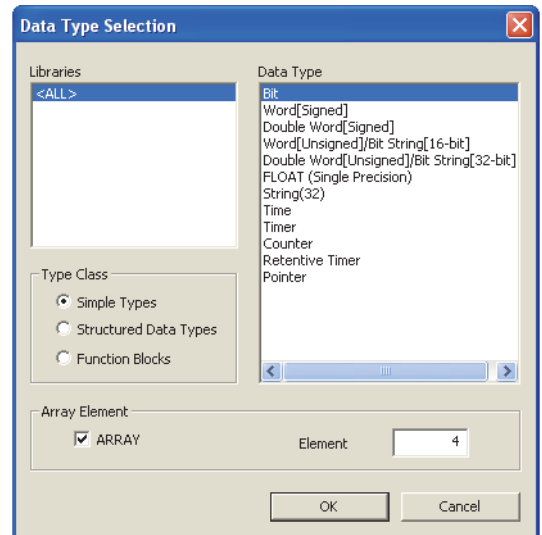 Data Type Selection
Libraries
<ALL>
Type Class
Simple Types
Structured Data Types
Function Blocks
Data Type
Bit
Word[Signed]
Double Word[Signed]
Word[Unsigned]/Bit String[16-bit]
Double Word[Unsigned]/Bit String[32-bit]
FLOAT (Single Precision)
String(32)
Time
Timer
Counter
Retentive Timer
Pointer
Array Element
ARRAY
Element 4
OK Cancel